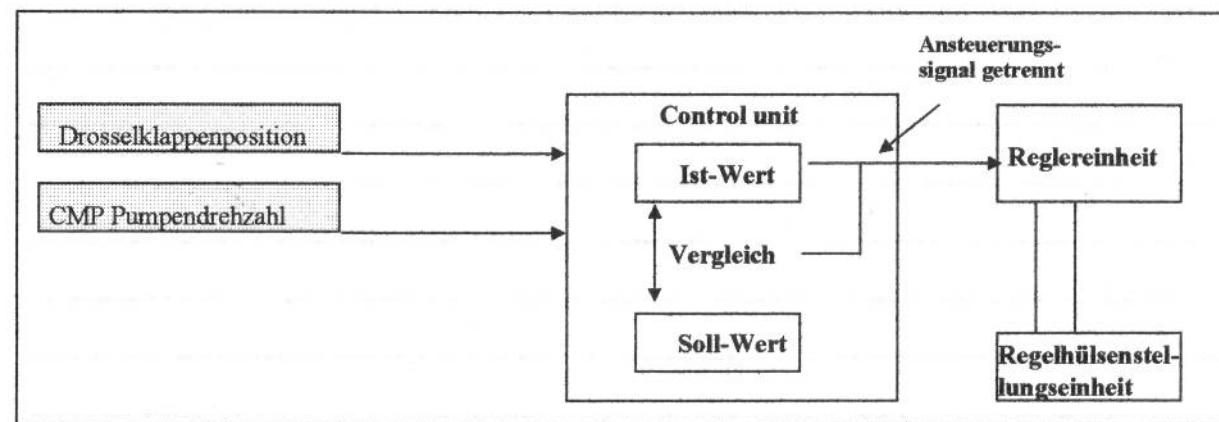 Ansteuerungs-
signal getrennt
Drosselklappenposition
CMP Pumpendrehzahl
Control unit
Ist-Wert
Vergleich
Soll-Wert
Reglereinheit
Regelhülsenstel-
lungseinheit